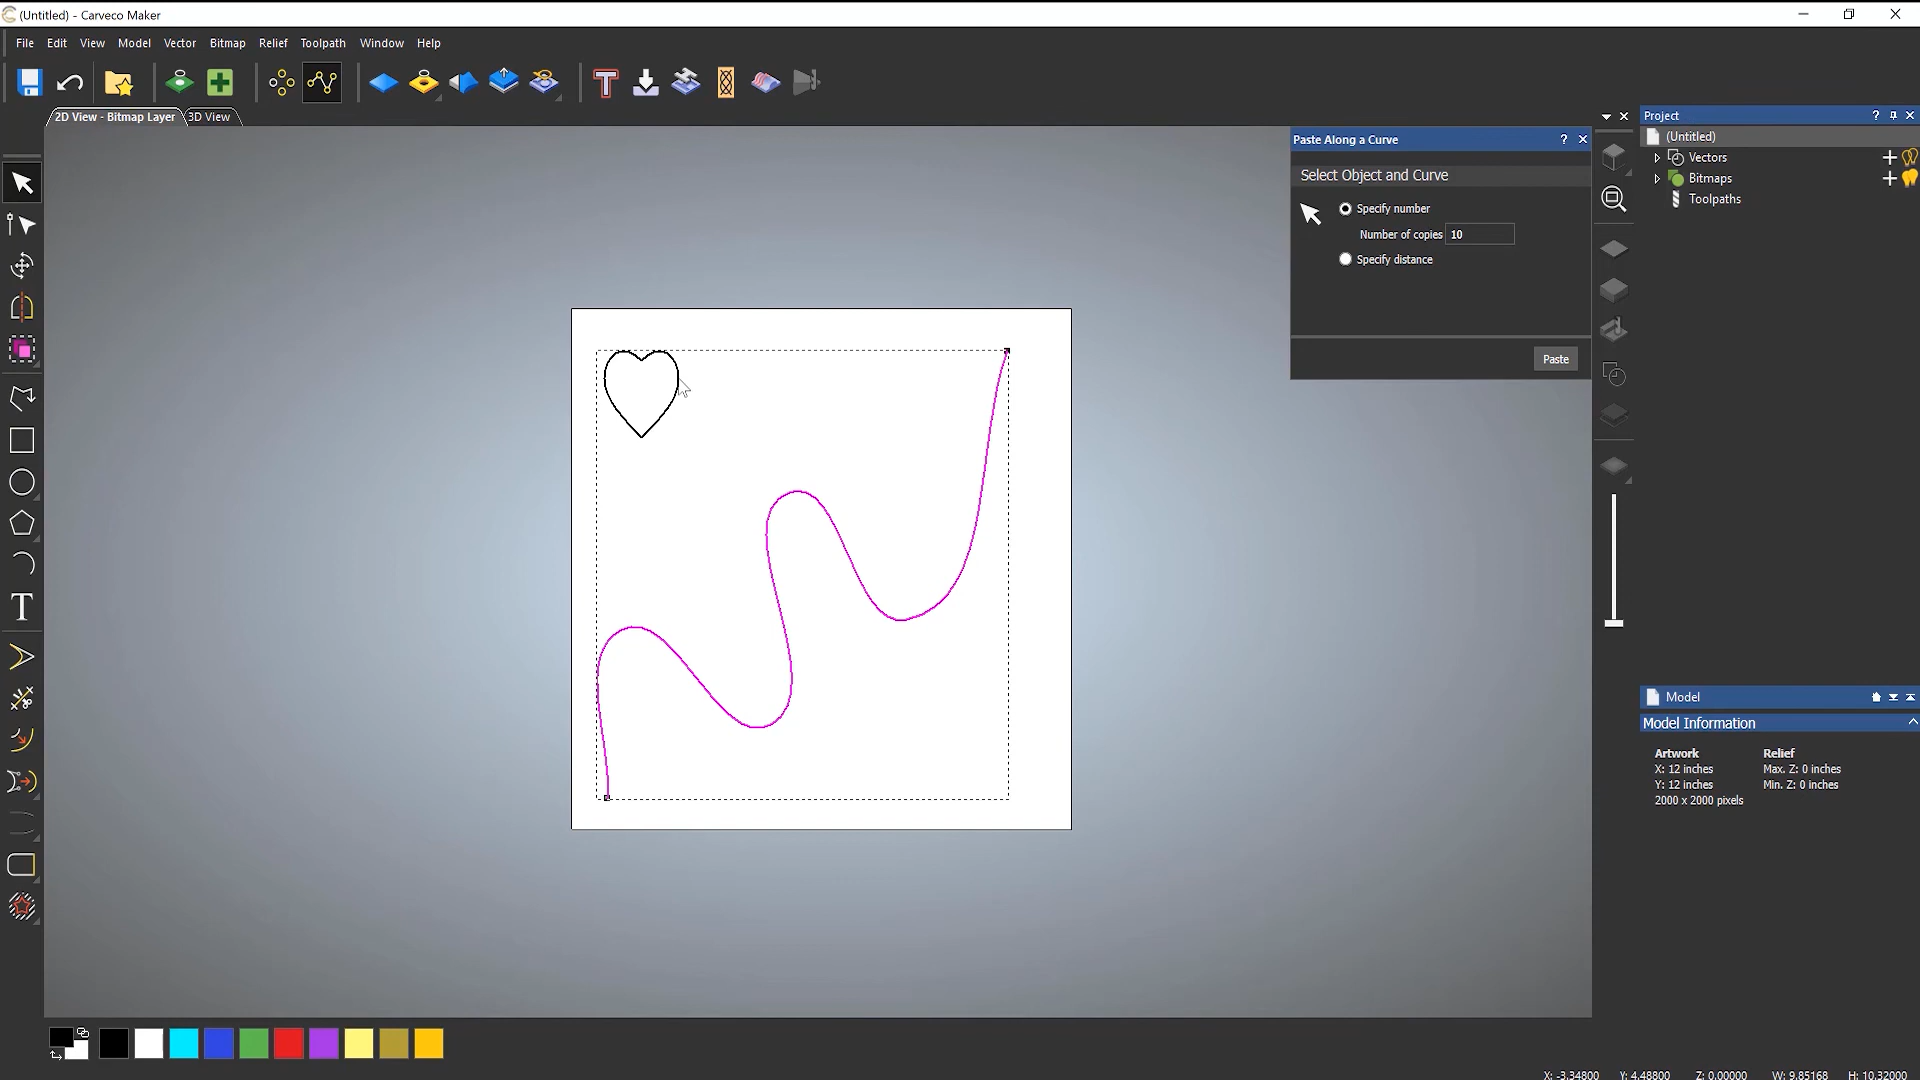 (Untitled) - Carveco Maker
File Edit View Model Vector Bitmap Relief Toolpath Window Help
2D View - Bitmap Layer 3D View
Paste Along a Curve
Select Object and Curve
Specify number
Number of copies 10
Specify distance
Paste
Project
(Untitled)
Vectors
Bitmaps
Toolpaths
Model
Model Information
Artwork Relief
X: 12 inches Max. Z: 0 inches
Y: 12 inches Min. Z: 0 inches
2000 x 2000 pixels
X: -3.34800 Y: 4.48800 Z: 0.00000 W: 9.85168 H: 10.32000